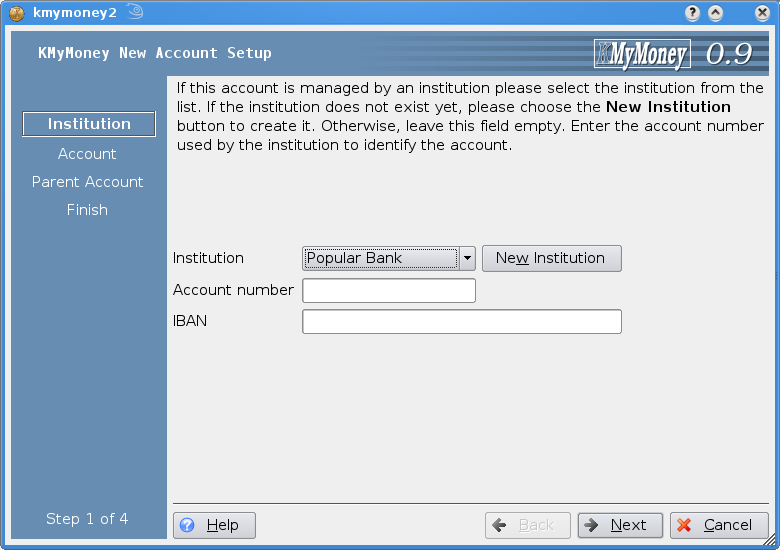 kmymoney2
KMyMoney New Account Setup
KMyMoney 0.9
Institution
Account
Parent Account
Finish
If this account is managed by an institution please select the institution from the
list. If the institution does not exist yet, please choose the New Institution
button to create it. Otherwise, leave this field empty. Enter the account number
used by the institution to identify the account.
Institution Popular Bank New Institution
Account number
IBAN
Step 1 of 4
? Help Back Next Cancel